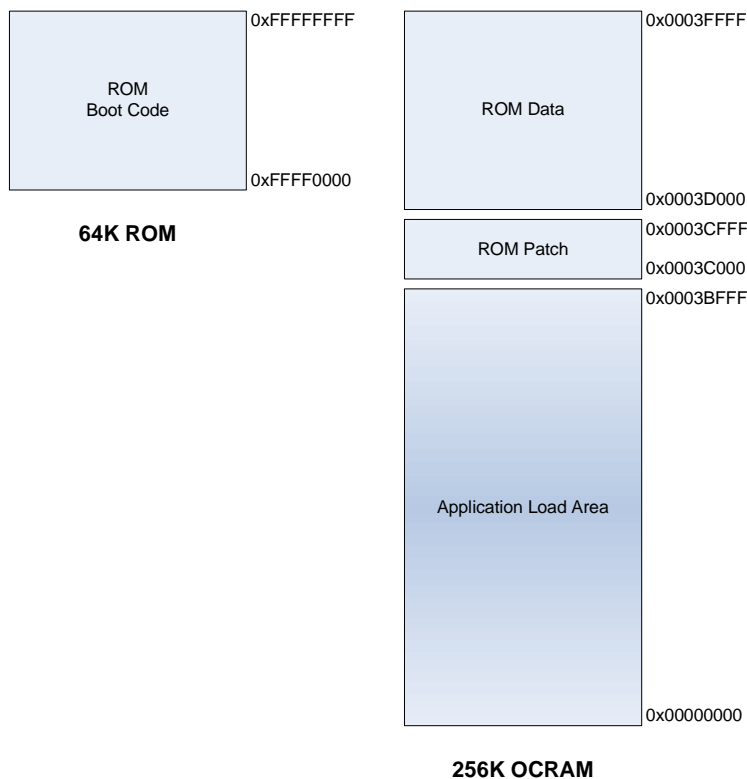 0xFFFFFFFF
ROM
Boot Code
0xFFFF0000
64K ROM
0x0003FFFF
ROM Data
0x0003D000
0x0003CFFF
ROM Patch
0x0003C000
0x0003BFFF
Application Load Area
0x00000000
256K OCRAM